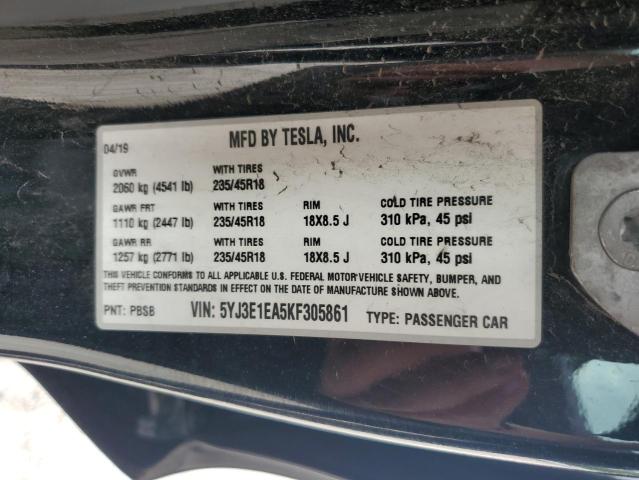 04/19 MFD BY TESLA, INC.
GVWR WITH TIRES
2060 kg (4541 lb) 235/45R18
GAWR FRT WITH TIRES RIM COLD TIRE PRESSURE
1110 kg (2447 lb) 235/45R18 18X8.5 J 310 kPa, 45 psi
GAWR RR WITH TIRES RIM COLD TIRE PRESSURE
1257 kg (2771 lb) 235/45R18 18X8.5 J 310 kPa, 45 psi
THIS VEHICLE CONFORMS TO ALL APPLICABLE U.S. FEDERAL MOTOR VEHICLE SAFETY, BUMPER, AND
THEFT PREVENTION STANDARDS IN EFFECT ON THE DATE OF MANUFACTURE SHOWN ABOVE.
PNT: PBSB VIN: 5YJ3E1EA5KF305861 TYPE: PASSENGER CAR